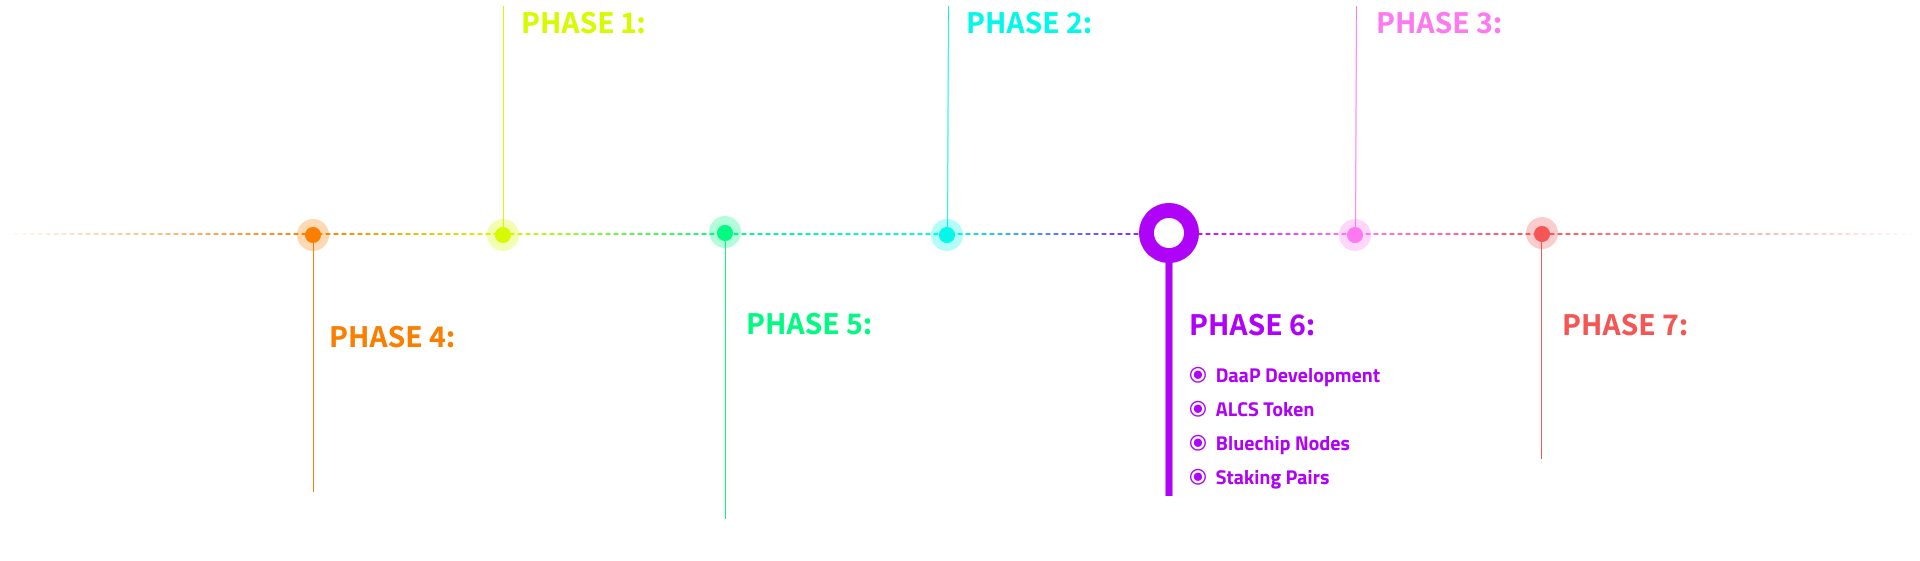 PHASE 1:
PHASE 2:
PHASE 3:
PHASE 4:
PHASE 5:
PHASE 6:
DaaP Development
ALCS Token
Bluechip Nodes
Staking Pairs
PHASE 7: